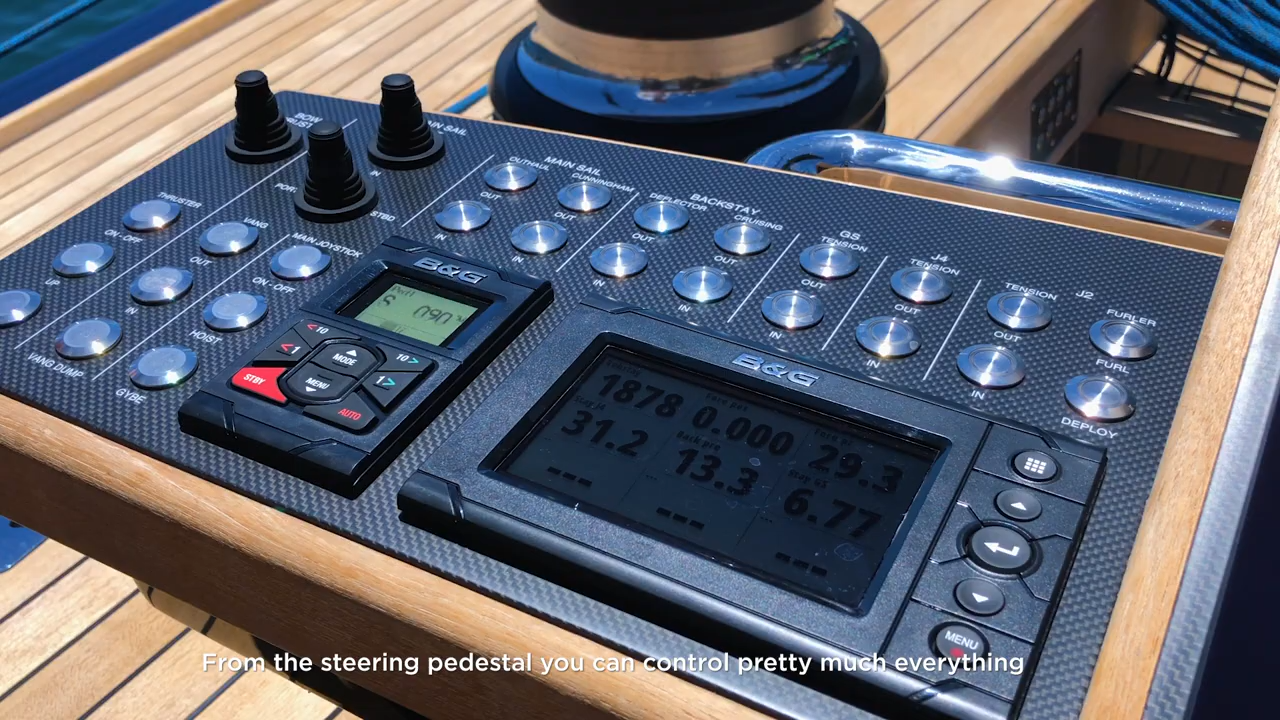 BOW
MAIN SAIL
IN
PORT
STBD
THRUSTER
ON - OFF
UP
VANG
OUT
IN
VANG DUMP
MAIN JOYSTICK
ON - OFF
HOIST
GYBE
MAIN SAIL
OUTHAUL
CUNNINGHAM
OUT
OUT
IN
IN
BACKSTAY
DEFLECTOR
CRUISING
OUT
OUT
IN
IN
GS
TENSION
OUT
IN
J4
TENSION
OUT
IN
J2
TENSION
FURLER
OUT
FURL
IN
DEPLOY
B&G
S 090
<10
<1
MODE
10>
1>
MENU
STBY
AUTO
B&G
1878
0.000
29.3
31.2
Back pre
13.3
6.77
---
---
---
MENU
From the steering pedestal you can control pretty much everything